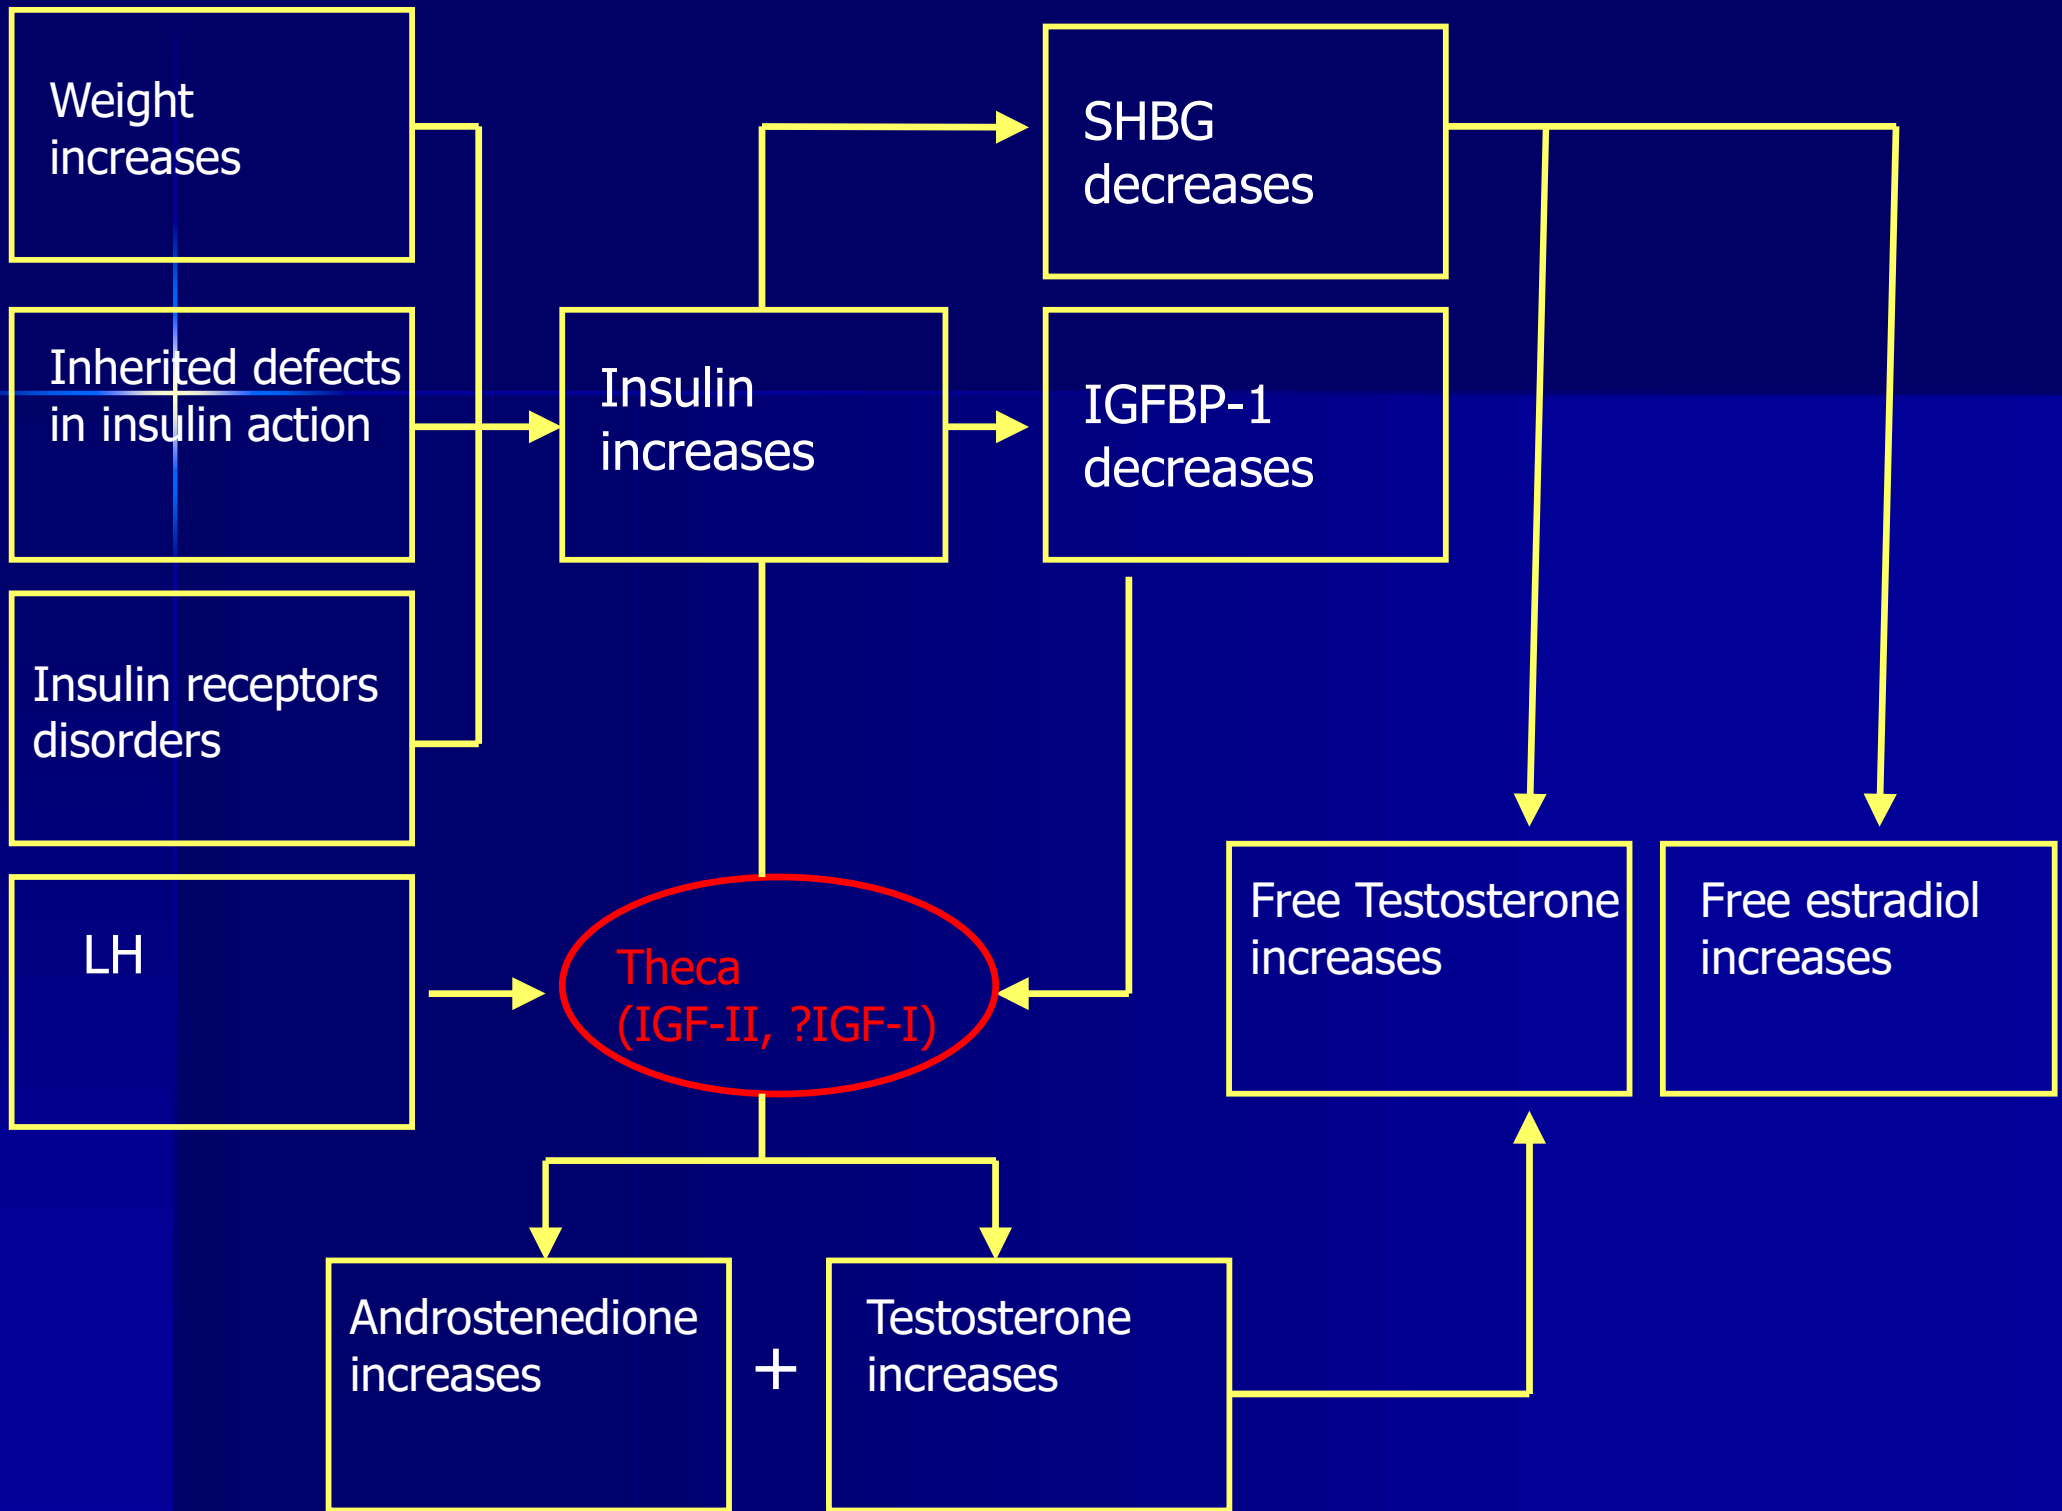 Weight
increases
SHBG
decreases
Inherited defects
in insulin action
Insulin
increases
IGFBP-1
decreases
Insulin receptors
disorders
LH
Theca
(IGF-II, ?IGF-I)
Free Testosterone
increases
Free estradiol
increases
Androstenedione
increases
+
Testosterone
increases